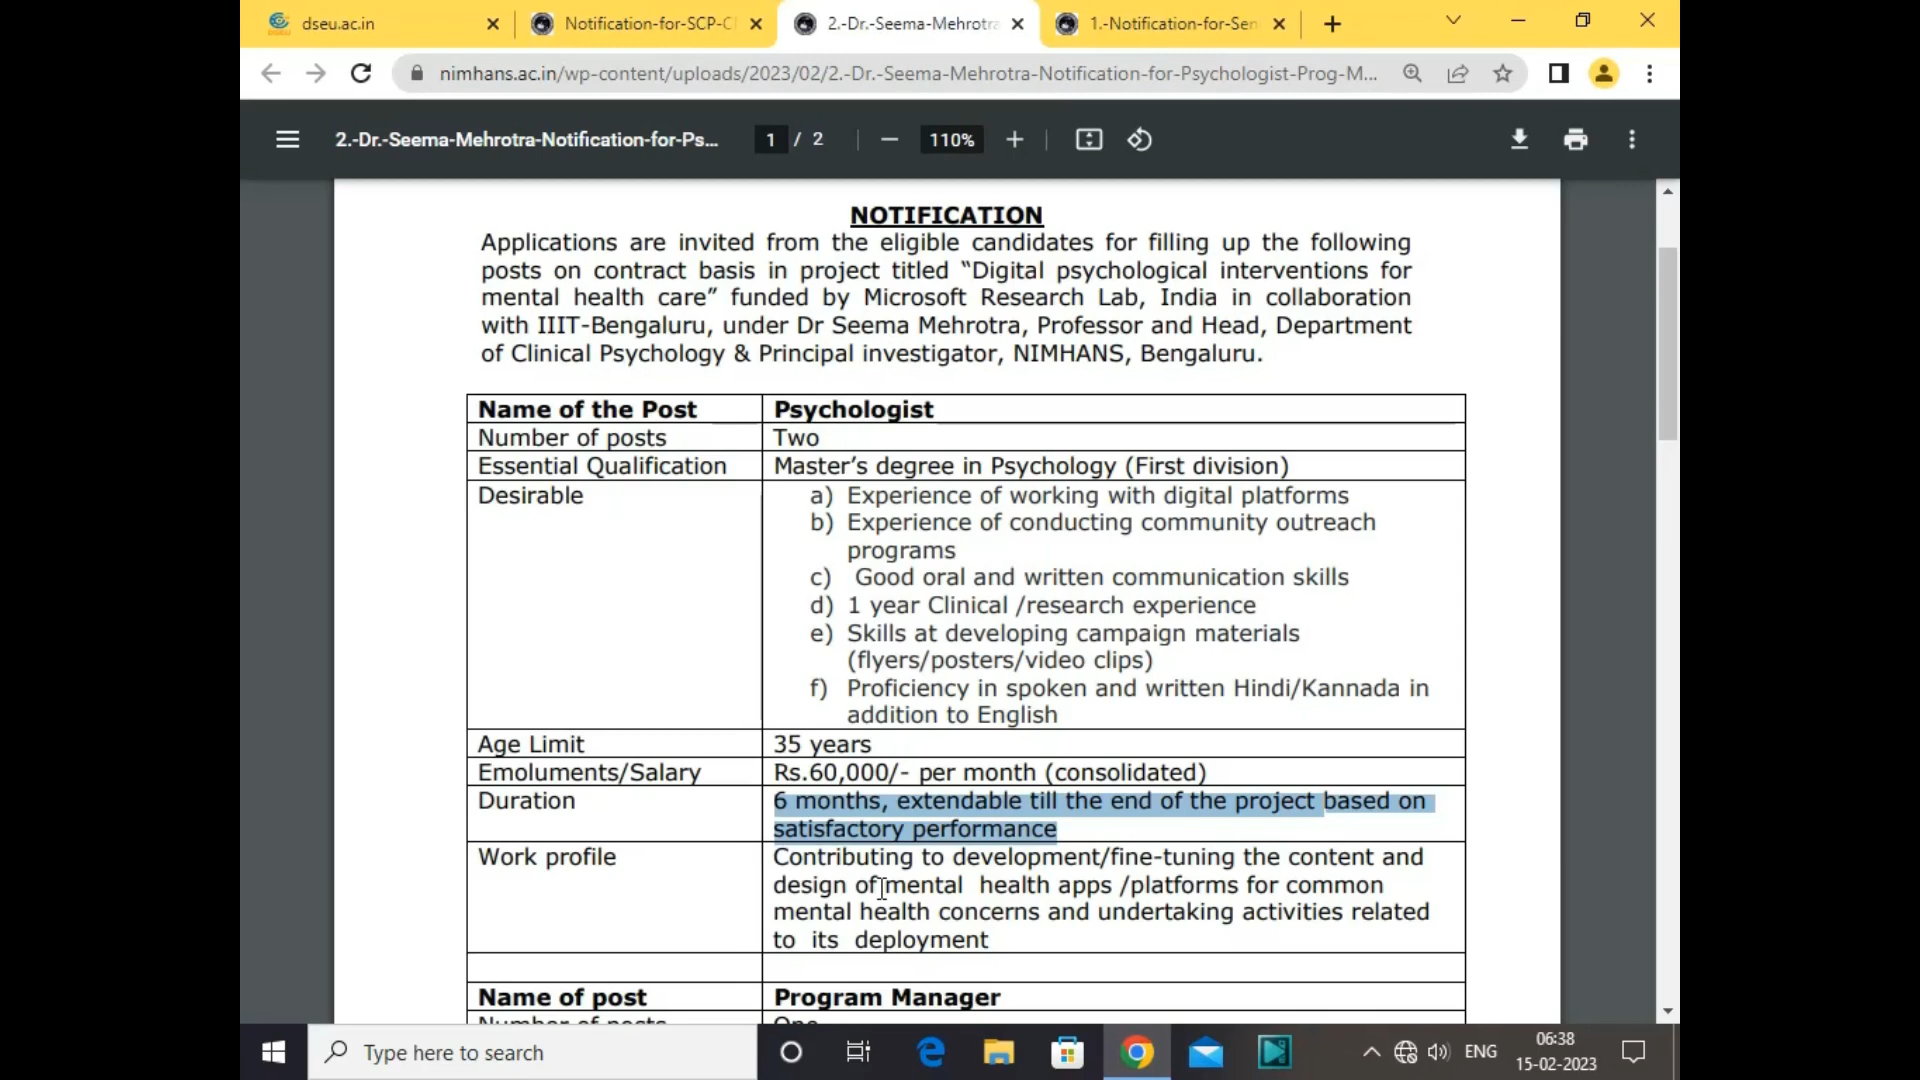 dseu.ac.in
Notification-for-SCP-C
2.-Dr.-Seema-Mehrotra
1.-Notification-for-Sen
nimhans.ac.in/wp-content/uploads/2023/02/2.-Dr.-Seema-Mehrotra-Notification-for-Psychologist-Prog-M...
2.-Dr.-Seema-Mehrotra-Notification-for-Ps...
1 / 2
110%
NOTIFICATION
Applications are invited from the eligible candidates for filling up the following
posts on contract basis in project titled “Digital psychological interventions for
mental health care” funded by Microsoft Research Lab, India in collaboration
with IIIT-Bengaluru, under Dr Seema Mehrotra, Professor and Head, Department
of Clinical Psychology & Principal investigator, NIMHANS, Bengaluru.
Name of the Post Psychologist
Number of posts Two
Essential Qualification Master’s degree in Psychology (First division)
Desirable a) Experience of working with digital platforms
b) Experience of conducting community outreach
programs
c) Good oral and written communication skills
d) 1 year Clinical /research experience
e) Skills at developing campaign materials
(flyers/posters/video clips)
f) Proficiency in spoken and written Hindi/Kannada in
addition to English
Age Limit 35 years
Emoluments/Salary Rs.60,000/- per month (consolidated)
Duration 6 months, extendable till the end of the project based on
satisfactory performance
Work profile Contributing to development/fine-tuning the content and
design of mental health apps /platforms for common
mental health concerns and undertaking activities related
to its deployment
Name of post Program Manager
Number of posts One
Type here to search
ENG
06:38
15-02-2023